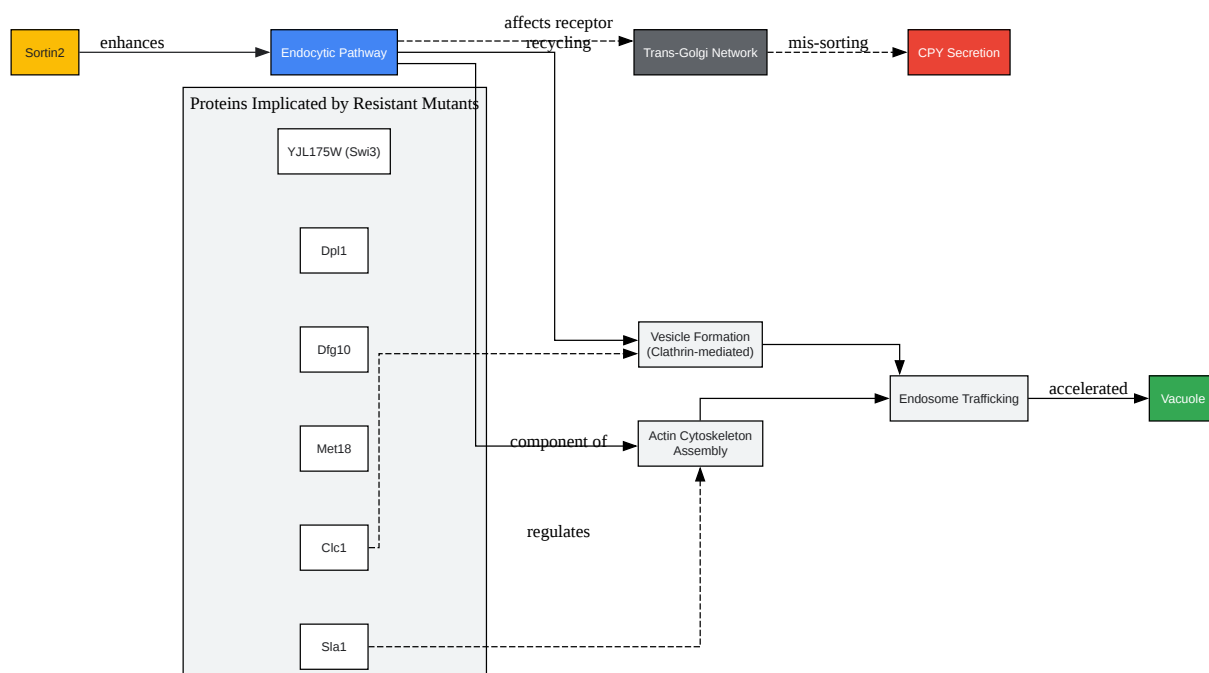 affects receptor
recycling
Sortin2
enhances
Endocytic Pathway
Trans-Golgi Network
mis-sorting
CPY Secretion
Proteins Implicated by Resistant Mutants
YJL175W (Swi3)
Dpl1
Dfg10
Met18
Clc1
Sla1
Vesicle Formation
(Clathrin-mediated)
component of
Actin Cytoskeleton
Assembly
regulates
Endosome Trafficking
accelerated
Vacuole